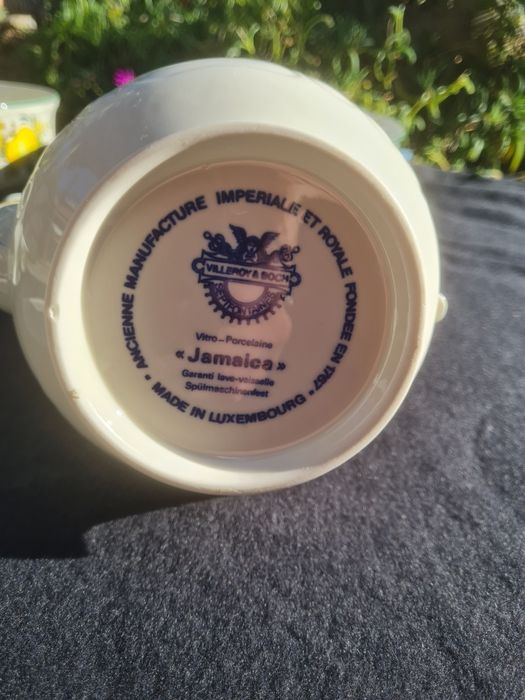 • ANCIENNE MANUFACTURE IMPERIALE ET ROYALE FONDEE EN 1767 •
VILLEROY & BOCH
SEPTFONTAINES
Vitro-Porcelaine
«Jamaica»
Garanti lave-vaisselle
Spülmaschinenfest
MADE IN LUXEMBOURG